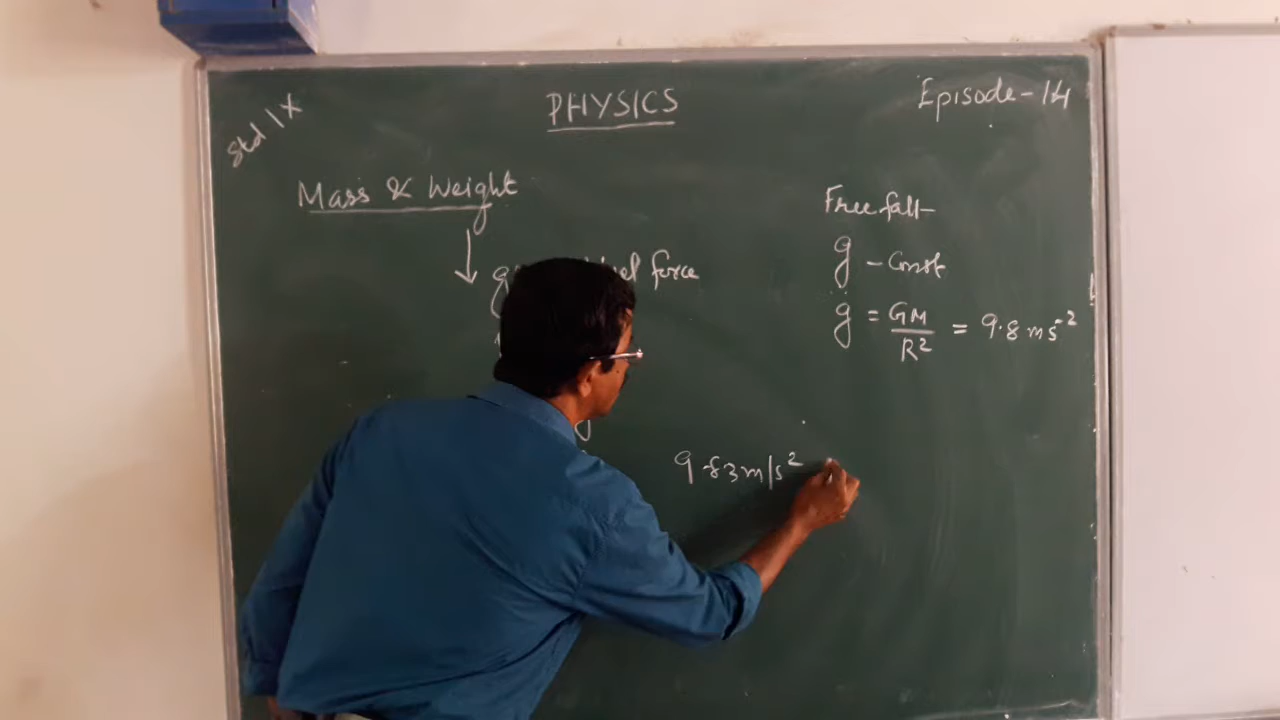 Std IX
PHYSICS
Episode-14
Mass & Weight
force
9.83m/s²
Free fall
g - Const
g = GM/R² = 9.8 ms⁻²